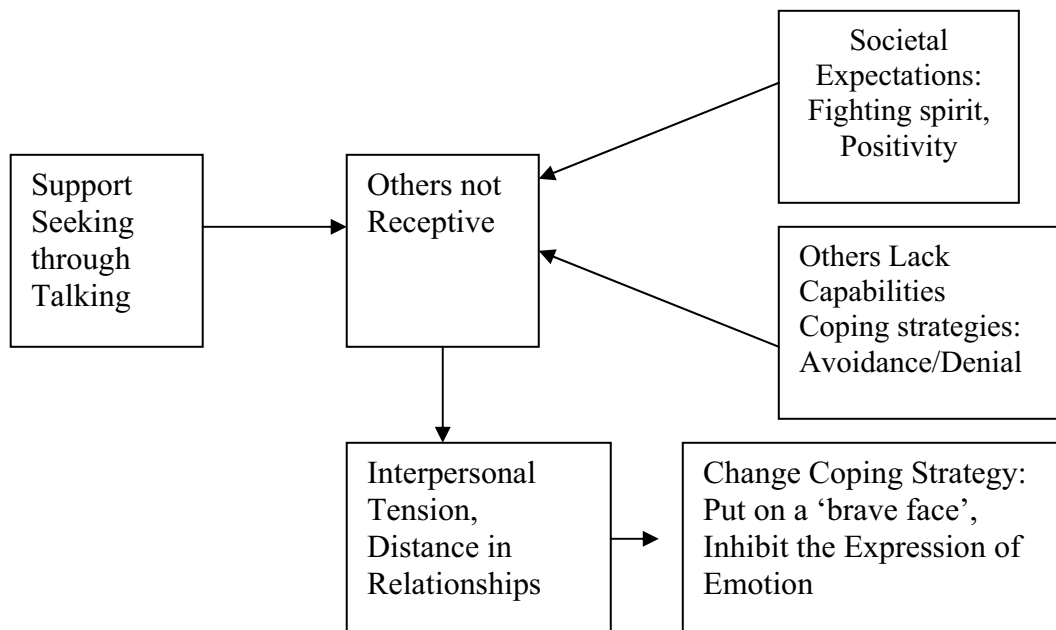 Societal
Expectations:
Fighting spirit,
Positivity
Support
Seeking
through
Talking
Others not
Receptive
Others Lack
Capabilities
Coping strategies:
Avoidance/Denial
Interpersonal
Tension,
Distance in
Relationships
Change Coping Strategy:
Put on a ‘brave face’,
Inhibit the Expression of
Emotion